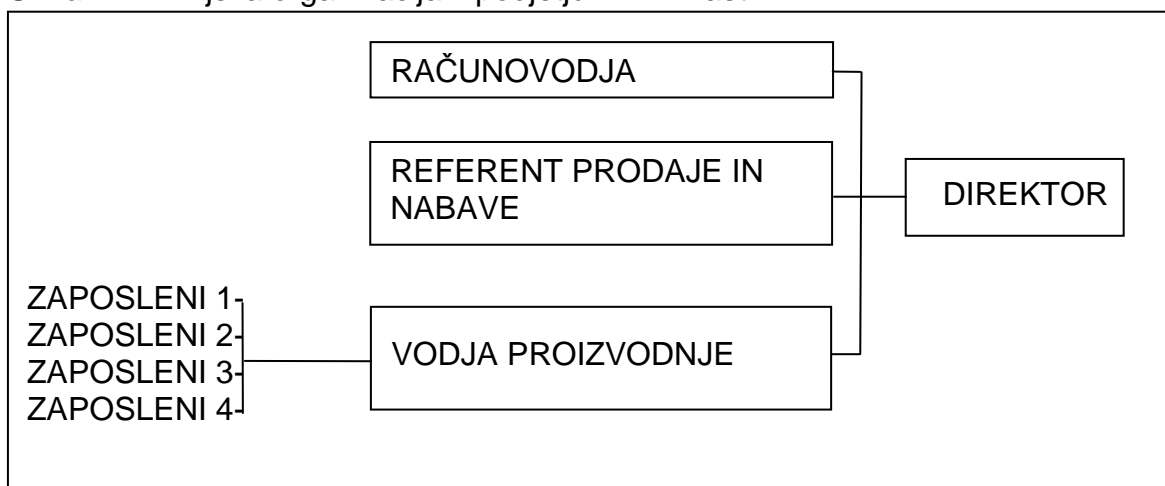 RAČUNOVODJA
REFERENT PRODAJE IN
NABAVE
DIREKTOR
ZAPOSLENI 1-
ZAPOSLENI 2-
ZAPOSLENI 3-
ZAPOSLENI 4-
VODJA PROIZVODNJE